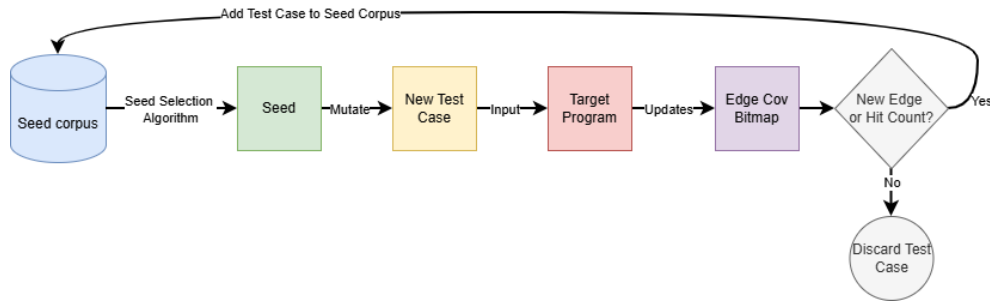 Add Test Case to Seed Corpus
Seed corpus
Seed Selection
Algorithm
Seed
Mutate
New Test
Case
Input
Target
Program
Updates
Edge Cov
Bitmap
New Edge
or Hit Count?
Yes
No
Discard Test
Case